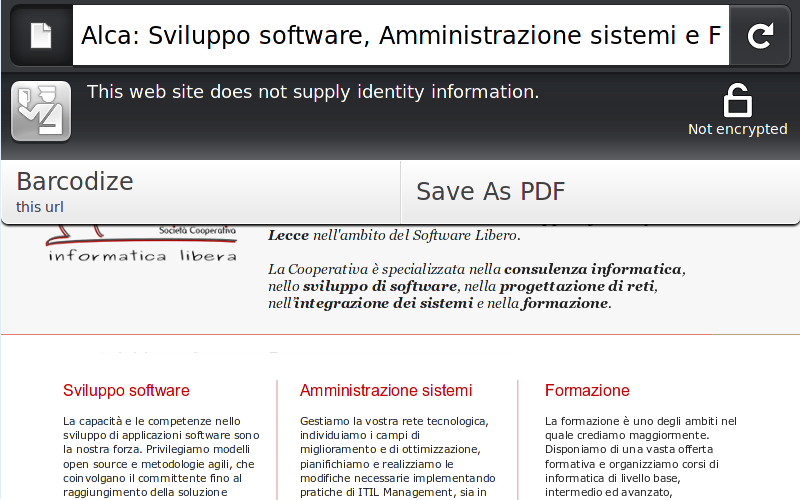 Alca: Sviluppo software, Amministrazione sistemi e F
This web site does not supply identity information.
Not encrypted
Barcodize
this url
Save As PDF
Società Cooperativa
informatica libera
Lecce nell'ambito del Software Libero.
La Cooperativa è specializzata nella consulenza informatica,
nello sviluppo di software, nella progettazione di reti,
nell'integrazione dei sistemi e nella formazione.
Sviluppo software
La capacità e le competenze nello
sviluppo di applicazioni software sono
la nostra forza. Privilegiamo modelli
open source e metodologie agili, che
coinvolgano il committente fino al
raggiungimento della soluzione
Amministrazione sistemi
Gestiamo la vostra rete tecnologica,
individuiamo i campi di
miglioramento e di ottimizzazione,
pianifichiamo e realizziamo le
modifiche necessarie implementando
pratiche di ITIL Management, sia in
Formazione
La formazione è uno degli ambiti nel
quale crediamo maggiormente.
Disponiamo di una vasta offerta
formativa e organizziamo corsi di
informatica di livello base,
intermedio ed avanzato,